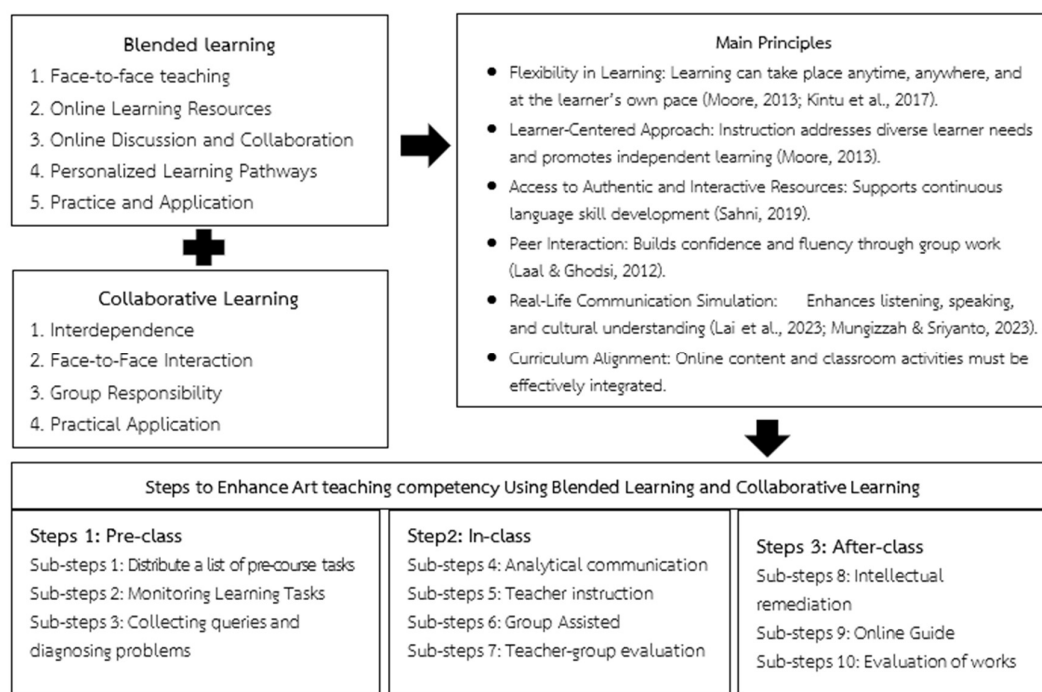 Blended learning
1. Face-to-face teaching
2. Online Learning Resources
3. Online Discussion and Collaboration
4. Personalized Learning Pathways
5. Practice and Application
Collaborative Learning
1. Interdependence
2. Face-to-Face Interaction
3. Group Responsibility
4. Practical Application
Main Principles
● Flexibility in Learning: Learning can take place anytime, anywhere, and
at the learner's own pace (Moore, 2013; Kintu et al., 2017).
● Learner-Centered Approach: Instruction addresses diverse learner needs
and promotes independent learning (Moore, 2013).
● Access to Authentic and Interactive Resources: Supports continuous
language skill development (Sahni, 2019).
● Peer Interaction: Builds confidence and fluency through group work
(Laal & Ghodsi, 2012).
● Real-Life Communication Simulation: Enhances listening, speaking,
and cultural understanding (Lai et al., 2023; Mungizzah & Sriyanto, 2023).
● Curriculum Alignment: Online content and classroom activities must be
effectively integrated.
Steps to Enhance Art teaching competency Using Blended Learning and Collaborative Learning
Steps 1: Pre-class
Sub-steps 1: Distribute a list of pre-course tasks
Sub-steps 2: Monitoring Learning Tasks
Sub-steps 3: Collecting queries and
diagnosing problems
Step2: In-class
Sub-steps 4: Analytical communication
Sub-steps 5: Teacher instruction
Sub-steps 6: Group Assisted
Sub-steps 7: Teacher-group evaluation
Steps 3: After-class
Sub-steps 8: Intellectual
remediation
Sub-steps 9: Online Guide
Sub-steps 10: Evaluation of works